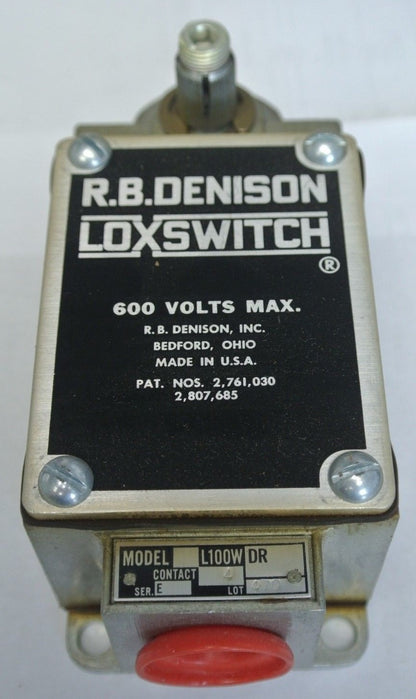 R.B.DENISON
LOXSWITCH
®
600 VOLTS MAX.
R. B. DENISON, INC.
BEDFORD, OHIO
MADE IN U.S.A.
PAT. NOS. 2,761,030
2,807,685
MODEL L100W DR
CONTACT 4
SER. E LOT